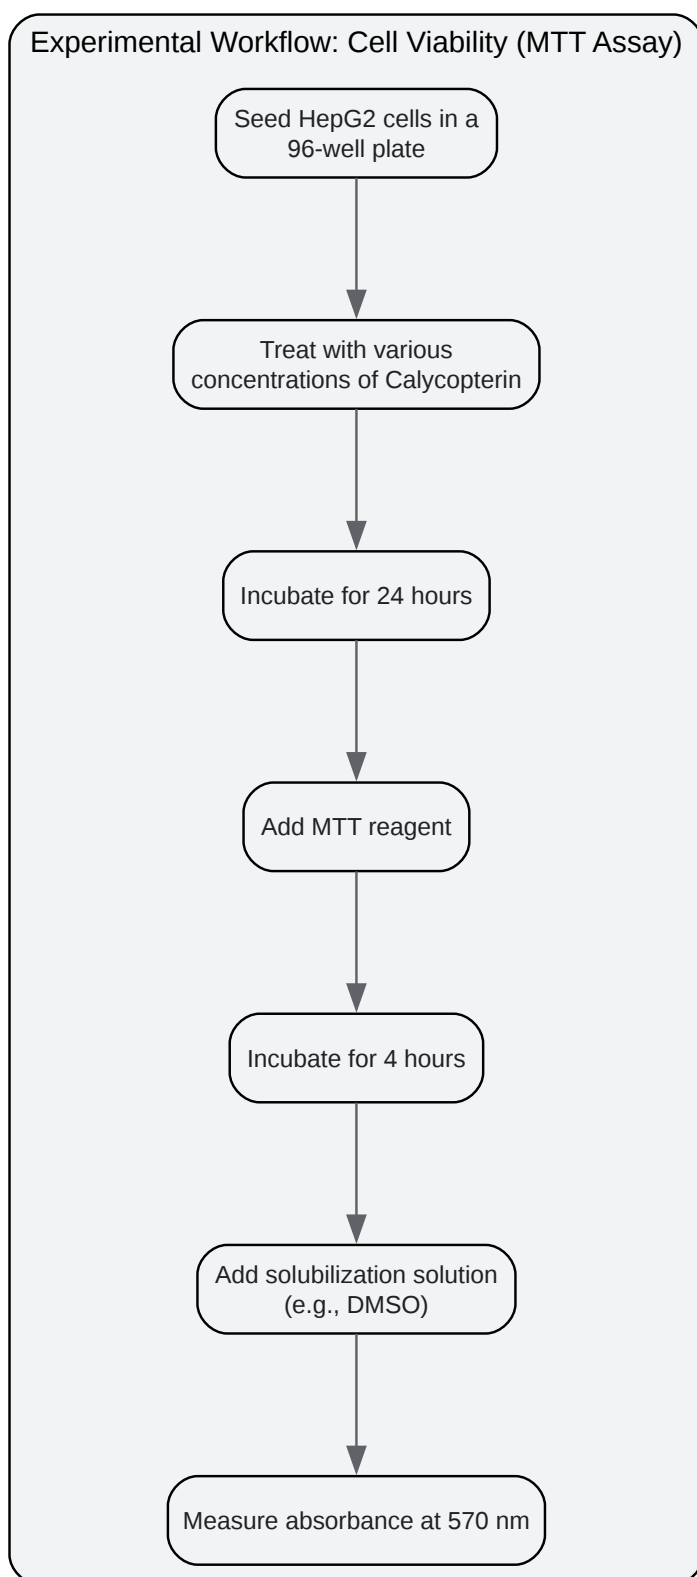 Experimental Workflow: Cell Viability (MTT Assay)
Seed HepG2 cells in a
96-well plate
Treat with various
concentrations of Calycopterin
Incubate for 24 hours
Add MTT reagent
Incubate for 4 hours
Add solubilization solution
(e.g., DMSO)
Measure absorbance at 570 nm